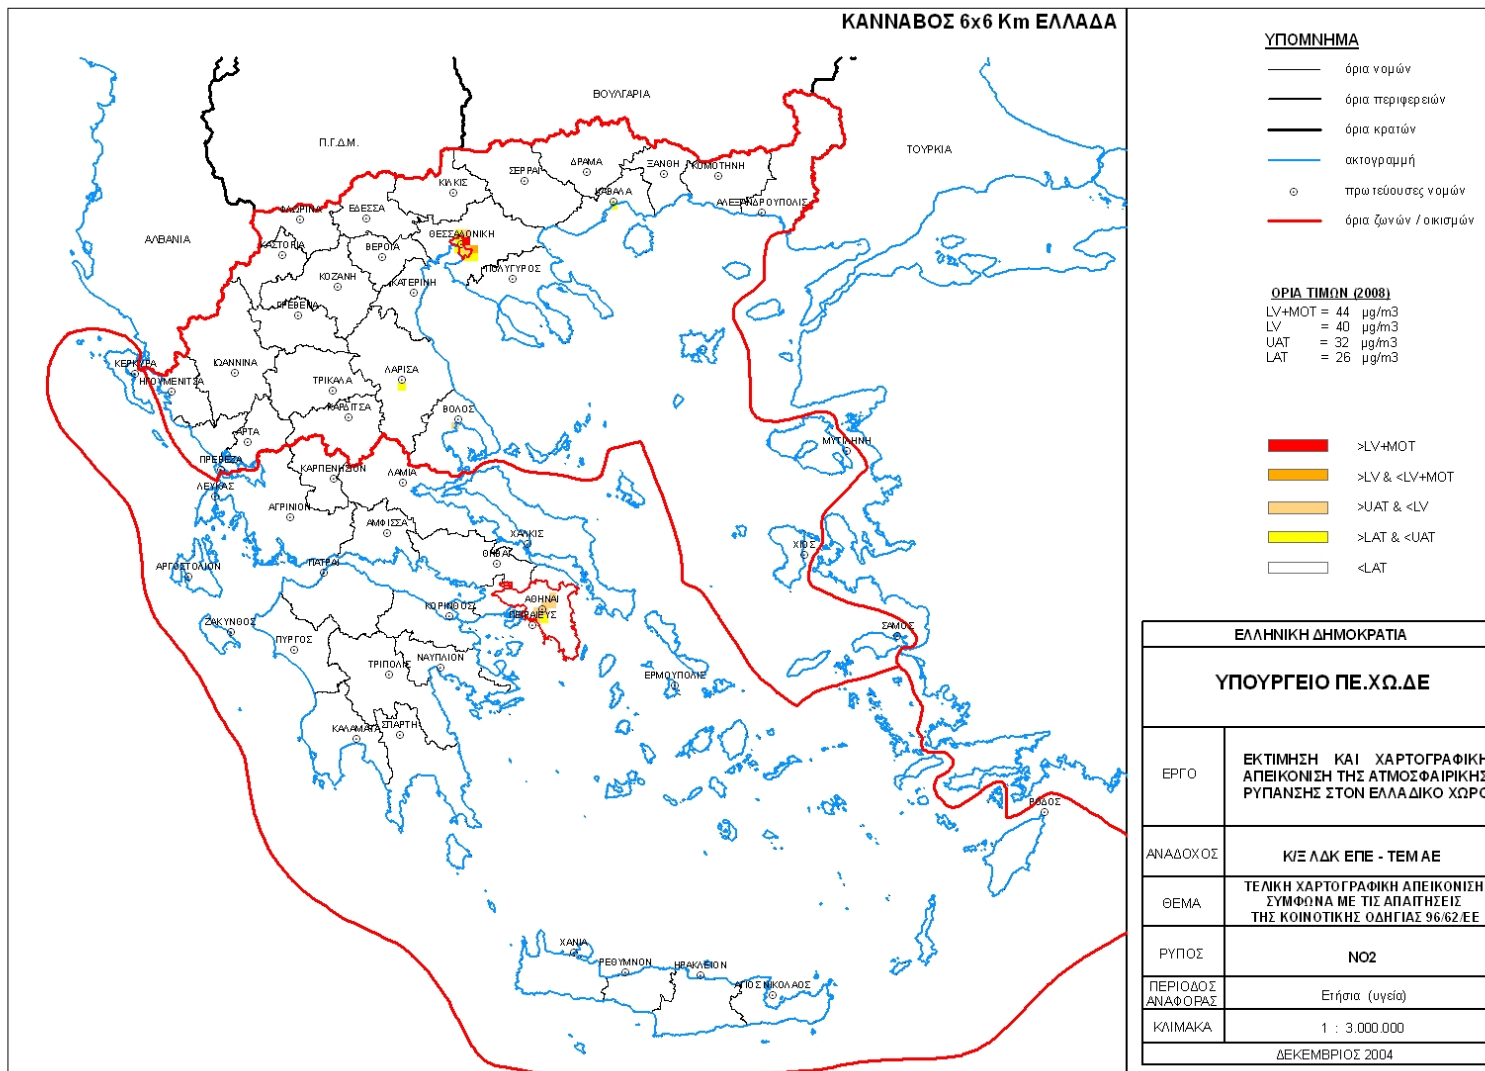 ΚΑΝΝΑΒΟΣ 6x6 Km ΕΛΛΑΔΑ
ΒΟΥΛΓΑΡΙΑ
Π.Γ.Δ.Μ.
ΤΟΥΡΚΙΑ
ΑΛΒΑΝΙΑ
ΔΡΑΜΑ
ΞΑΝΘΗ
ΚΟΜΟΤΗΝΗ
ΣΕΡΡΑΙ
ΚΙΛΚΙΣ
ΚΑΒΑΛΑ
ΑΛΕΞΑΝΔΡΟΥΠΟΛΙΣ
ΦΛΩΡΙΝΑ
ΕΔΕΣΣΑ
ΘΕΣΣΑΛΟΝΙΚΗ
ΚΑΣΤΟΡΙΑ
ΒΕΡΟΙΑ
ΠΟΛΥΓΥΡΟΣ
ΚΟΖΑΝΗ
ΚΑΤΕΡΙΝΗ
ΓΡΕΒΕΝΑ
ΚΕΡΚΥΡΑ
ΗΓΟΥΜΕΝΙΤΣΑ
ΙΩΑΝΝΙΝΑ
ΤΡΙΚΑΛΑ
ΛΑΡΙΣΑ
ΚΑΡΔΙΤΣΑ
ΒΟΛΟΣ
ΑΡΤΑ
ΜΥΤΙΛΗΝΗ
ΠΡΕΒΕΖΑ
ΚΑΡΠΕΝΗΣΙΟΝ
ΛΑΜΙΑ
ΛΕΥΚΑΣ
ΑΓΡΙΝΙΟΝ
ΑΜΦΙΣΣΑ
ΧΑΛΚΙΣ
ΧΙΟΣ
ΘΗΒΑΙ
ΑΡΓΟΣΤΟΛΙΟΝ
ΠΑΤΡΑΙ
ΑΘΗΝΑΙ
ΚΟΡΙΝΘΟΣ
ΠΕΙΡΑΙΕΥΣ
ΖΑΚΥΝΘΟΣ
ΠΥΡΓΟΣ
ΣΑΜΟΣ
ΤΡΙΠΟΛΙΣ
ΝΑΥΠΛΙΟΝ
ΕΡΜΟΥΠΟΛΙΣ
ΚΑΛΑΜΑΤΑ
ΣΠΑΡΤΗ
ΡΟΔΟΣ
ΧΑΝΙΑ
ΡΕΘΥΜΝΟΝ
ΗΡΑΚΛΕΙΟΝ
ΑΓΙΟΣ ΝΙΚΟΛΑΟΣ
ΥΠΟΜΝΗΜΑ
όρια νομών
όρια περιφερειών
όρια κρατών
ακτογραμμή
πρωτεύουσες νομών
όρια ζωνών / οικισμών
ΟΡΙΑ ΤΙΜΩΝ (2008)
LV+MOT = 44 μg/m3
LV = 40 μg/m3
UAT = 32 μg/m3
LAT = 26 μg/m3
>LV+MOT
>LV & <LV+MOT
>UAT & <LV
>LAT & <UAT
<LAT
ΕΛΛΗΝΙΚΗ ΔΗΜΟΚΡΑΤΙΑ
ΥΠΟΥΡΓΕΙΟ ΠΕ.ΧΩ.ΔΕ
ΕΡΓΟ
ΕΚΤΙΜΗΣΗ ΚΑΙ ΧΑΡΤΟΓΡΑΦΙΚΗ
ΑΠΕΙΚΟΝΙΣΗ ΤΗΣ ΑΤΜΟΣΦΑΙΡΙΚΗΣ
ΡΥΠΑΝΣΗΣ ΣΤΟΝ ΕΛΛΑΔΙΚΟ ΧΩΡΟ
ΑΝΑΔΟΧΟΣ
Κ/Ξ ΛΔΚ ΕΠΕ - ΤΕΜ ΑΕ
ΘΕΜΑ
ΤΕΛΙΚΗ ΧΑΡΤΟΓΡΑΦΙΚΗ ΑΠΕΙΚΟΝΙΣΗ
ΣΥΜΦΩΝΑ ΜΕ ΤΙΣ ΑΠΑΙΤΗΣΕΙΣ
ΤΗΣ ΚΟΙΝΟΤΙΚΗΣ ΟΔΗΓΙΑΣ 96/62/ΕΕ
ΡΥΠΟΣ
NO2
ΠΕΡΙΟΔΟΣ
ΑΝΑΦΟΡΑΣ
Ετήσια (υγεία)
ΚΛΙΜΑΚΑ
1 : 3.000.000
ΔΕΚΕΜΒΡΙΟΣ 2004